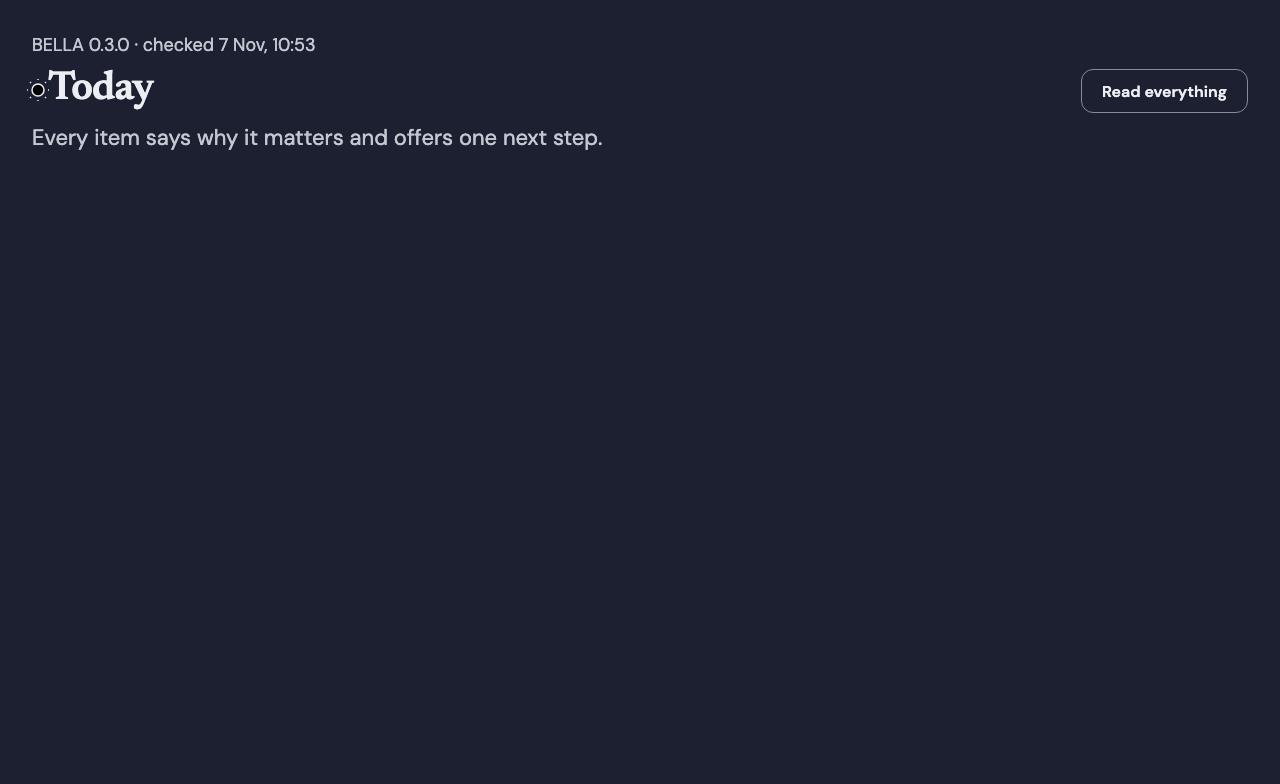 BELLA 0.3.0 · checked 7 Nov, 10:53
Today
Read everything
Every item says why it matters and offers one next step.